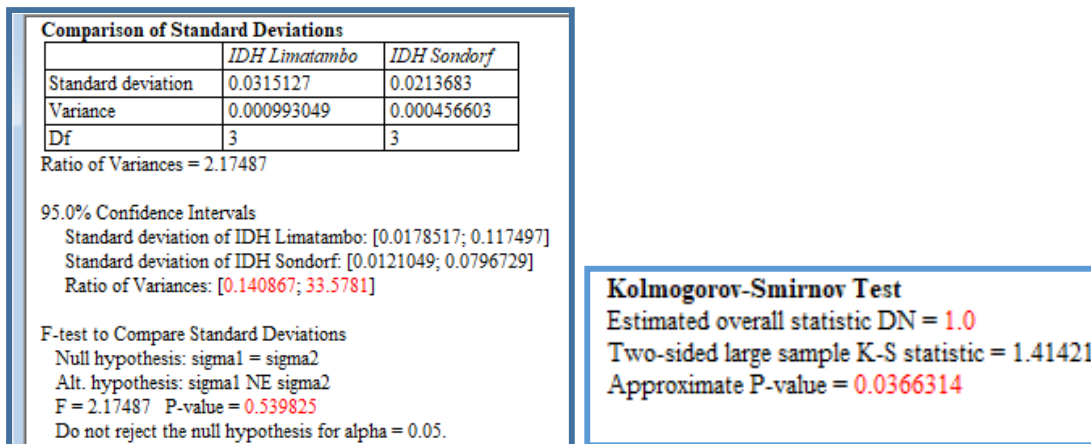 Comparison of Standard Deviations
IDH Limatambo IDH Sondorf
Standard deviation 0.0315127 0.0213683
Variance 0.000993049 0.000456603
Df 3 3
Ratio of Variances = 2.17487
95.0% Confidence Intervals
Standard deviation of IDH Limatambo: [0.0178517; 0.117497]
Standard deviation of IDH Sondorf: [0.0121049; 0.0796729]
Ratio of Variances: [0.140867; 33.5781]
F-test to Compare Standard Deviations
Null hypothesis: sigma1 = sigma2
Alt. hypothesis: sigma1 NE sigma2
F = 2.17487 P-value = 0.539825
Do not reject the null hypothesis for alpha = 0.05.
Kolmogorov-Smirnov Test
Estimated overall statistic DN = 1.0
Two-sided large sample K-S statistic = 1.41421
Approximate P-value = 0.0366314